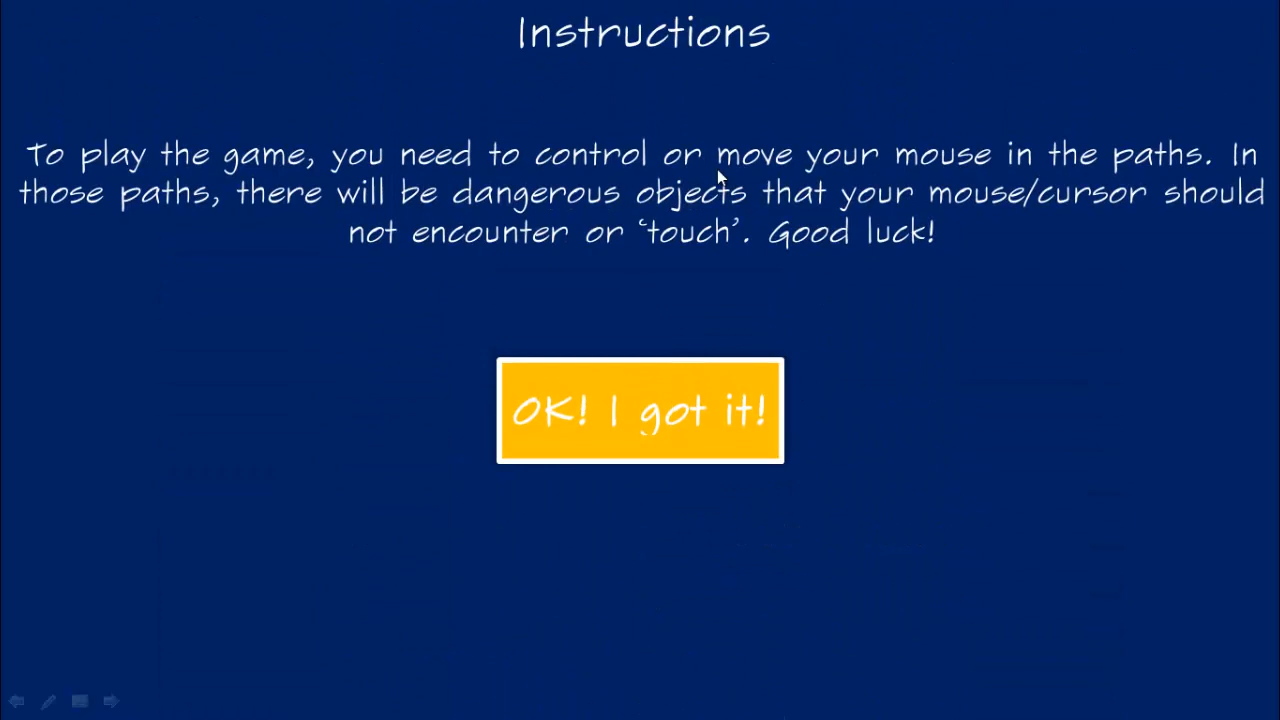 Instructions
To play the game, you need to control or move your mouse in the paths. In
those paths, there will be dangerous objects that your mouse/cursor should
not encounter or ‘touch’. Good luck!
OK! I got it!